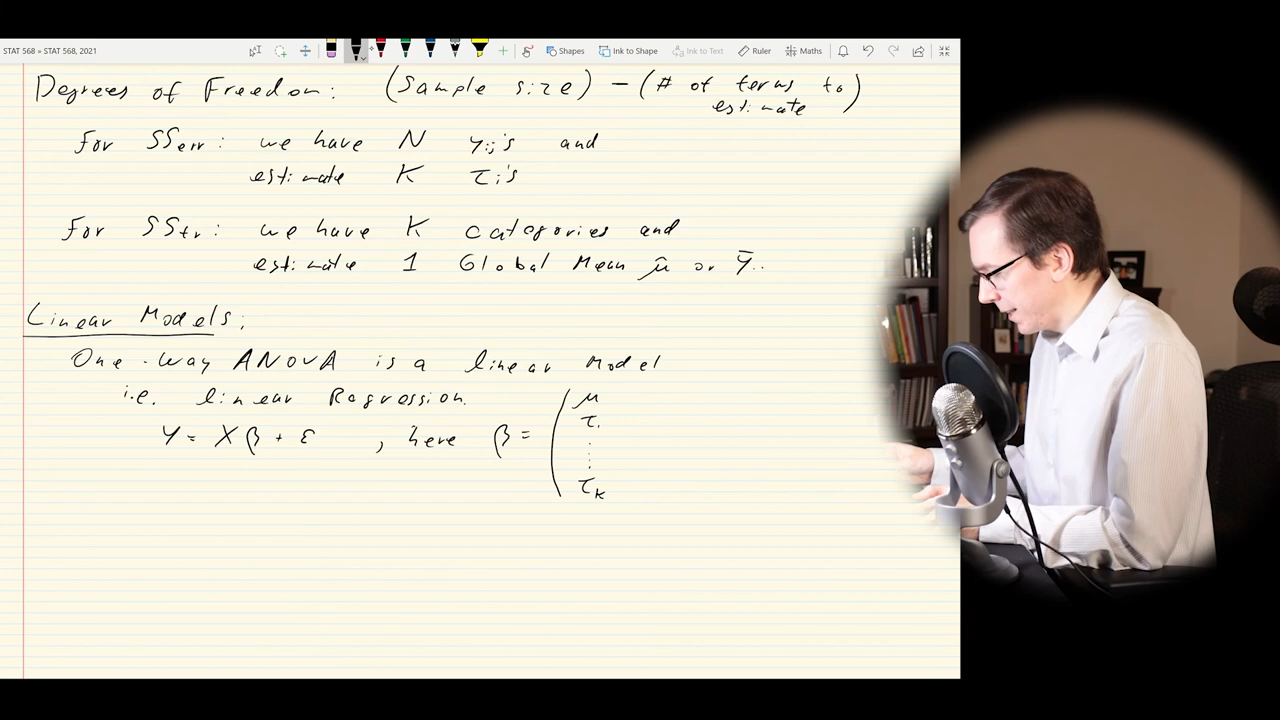 STAT 568 » STAT 568, 2021
Shapes Ink to Shape Ink to Text Ruler Maths
Degrees of Freedom: (Sample size) - (# of terms to estimate)
For SSerr: we have N yij's and
estimate K τi's
For SStr: we have K categories and
estimate 1 Global Mean μ̂ or ȳ..
Linear Models:
One-way ANOVA is a linear Model
i.e. linear Regression.
Y = Xβ + ε , here β = ( μ
τ1
⋮
τk